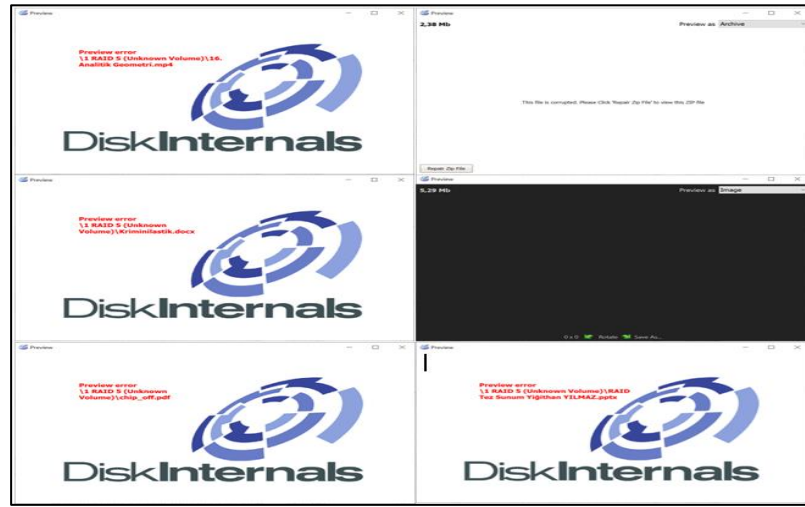 Preview
Preview error
\1 RAID 5 (Unknown Volume)\16.
Analitik Geometri.mp4
DiskInternals
Preview
2,38 Mb
Preview as Archive
This file is corrupted. Please Click 'Repair Zip File' to view this ZIP file
Repair Zip File
Preview
Preview error
\1 RAID 5 (Unknown
Volume)\Kriminilastik.docx
DiskInternals
Preview
5,29 Mb
Preview as Image
0 x 0 Rotate Save As...
Preview
Preview error
\1 RAID 5 (Unknown
Volume)\chip_off.pdf
DiskInternals
Preview
Preview error
\1 RAID 5 (Unknown Volume)\RAID
Tez Sunum Yiğithan YILMAZ.pptx
DiskInternals